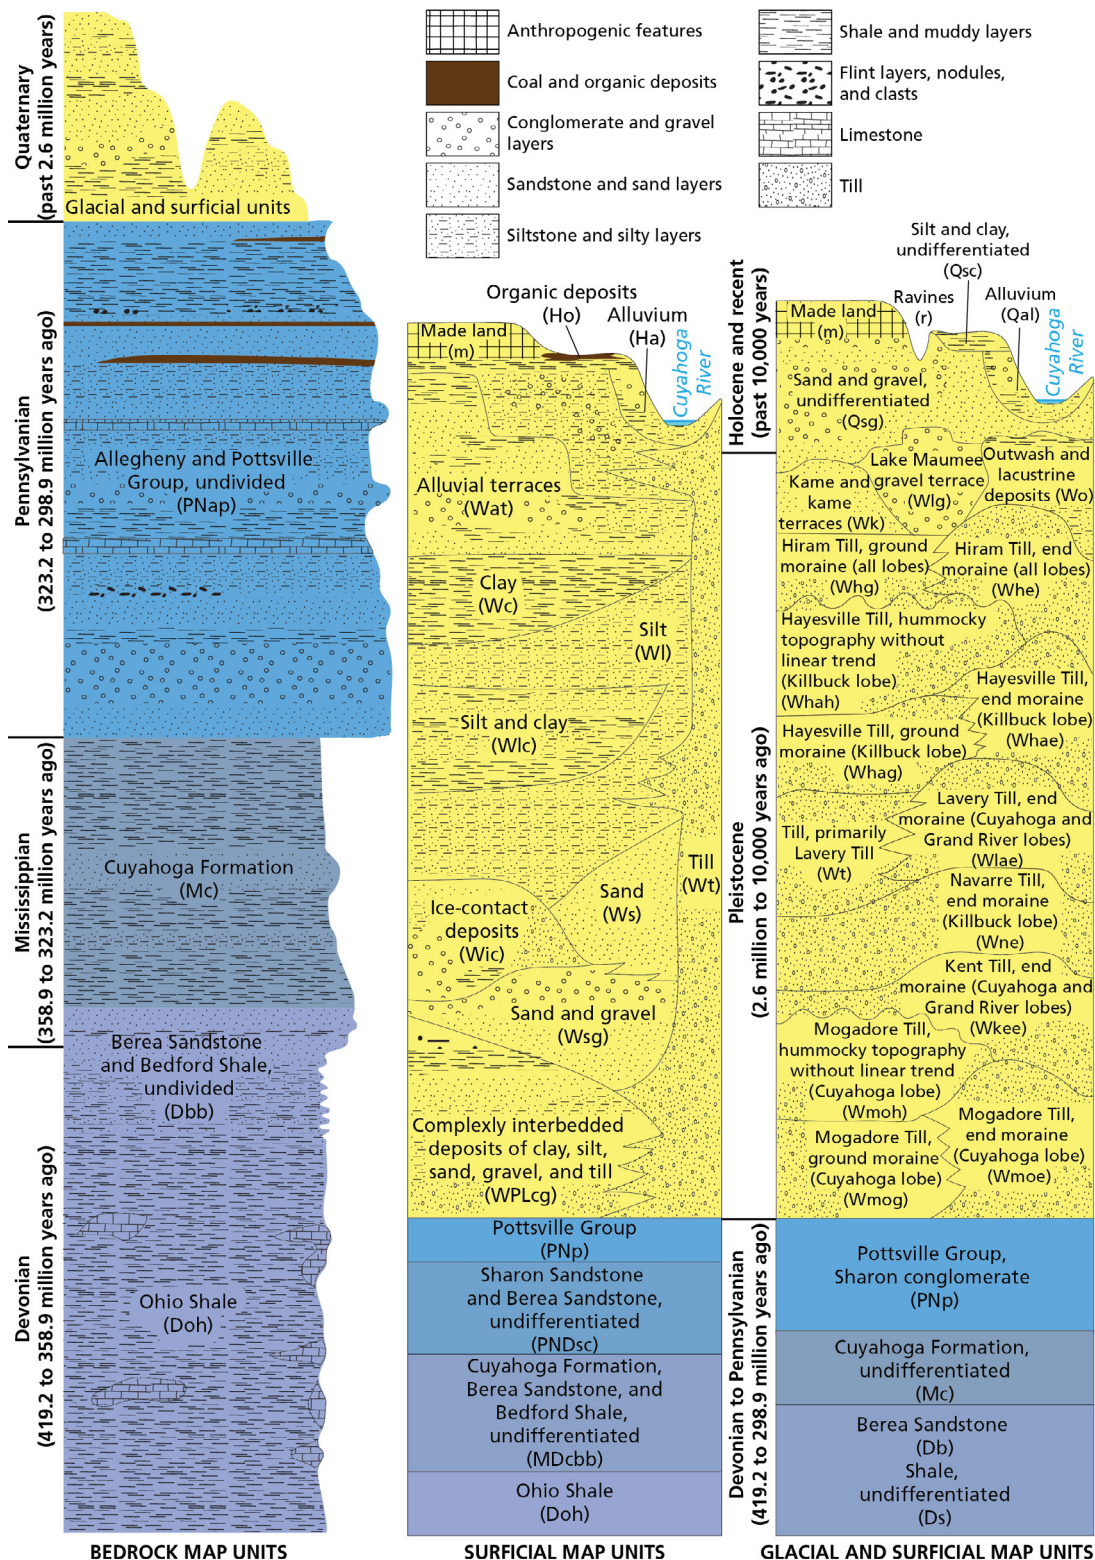 Anthropogenic features
Coal and organic deposits
Conglomerate and gravel
layers
Sandstone and sand layers
Siltstone and silty layers
Shale and muddy layers
Flint layers, nodules,
and clasts
Limestone
Till
Quaternary
(past 2.6 million years)
Glacial and surficial units
Pennsylvanian
(323.2 to 298.9 million years ago)
Allegheny and Pottsville
Group, undivided
(PNap)
Mississippian
(358.9 to 323.2 million years ago)
Cuyahoga Formation
(Mc)
Berea Sandstone
and Bedford Shale,
undivided
(Dbb)
Devonian
(419.2 to 358.9 million years ago)
Ohio Shale
(Doh)
BEDROCK MAP UNITS
Organic deposits
(Ho)
Made land
(m)
Alluvium
(Ha)
Cuyahoga
River
Alluvial terraces
(Wat)
Clay
(Wc)
Silt
(Wl)
Silt and clay
(Wlc)
Till
(Wt)
Sand
(Ws)
Ice-contact
deposits
(Wic)
Sand and gravel
(Wsg)
Complexly interbedded
deposits of clay, silt,
sand, gravel, and till
(WPLcg)
Pottsville Group
(PNp)
Sharon Sandstone
and Berea Sandstone,
undifferentiated
(PNDsc)
Cuyahoga Formation,
Berea Sandstone, and
Bedford Shale,
undifferentiated
(MDcbb)
Ohio Shale
(Doh)
SURFICIAL MAP UNITS
Holocene and recent
(past 10,000 years)
Silt and clay,
undifferentiated
(Qsc)
Made land
(m)
Ravines
(r)
Alluvium
(Qal)
Cuyahoga
River
Sand and gravel,
undifferentiated
(Qsg)
Pleistocene
(2.6 million to 10,000 years ago)
Lake Maumee
gravel terrace
(Wlg)
Outwash and
lacustrine
deposits (Wo)
Kame and
kame
terraces (Wk)
Hiram Till, ground
moraine (all lobes)
(Whg)
Hiram Till, end
moraine (all lobes)
(Whe)
Hayesville Till, hummocky
topography without
linear trend
(Killbuck lobe)
(Whah)
Hayesville Till,
end moraine
(Killbuck lobe)
(Whae)
Hayesville Till, ground
moraine (Killbuck lobe)
(Whag)
Lavery Till, end
moraine (Cuyahoga and
Grand River lobes)
(Wlae)
Till, primarily
Lavery Till
(Wt)
Navarre Till,
end moraine
(Killbuck lobe)
(Wne)
Kent Till, end
moraine (Cuyahoga and
Grand River lobes)
(Wkee)
Mogadore Till,
hummocky topography
without linear trend
(Cuyahoga lobe)
(Wmoh)
Mogadore Till,
end moraine
(Cuyahoga lobe)
(Wmoe)
Mogadore Till,
ground moraine
(Cuyahoga lobe)
(Wmog)
Devonian to Pennsylvanian
(419.2 to 298.9 million years ago)
Pottsville Group,
Sharon conglomerate
(PNp)
Cuyahoga Formation,
undifferentiated
(Mc)
Berea Sandstone
(Db)
Shale,
undifferentiated
(Ds)
GLACIAL AND SURFICIAL MAP UNITS